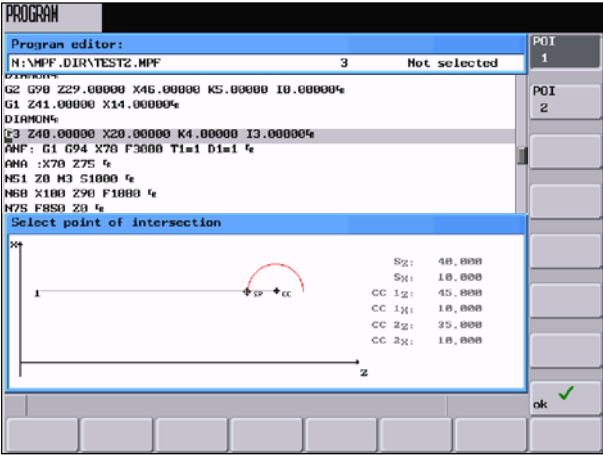 PROGRAM
Program editor:
N:\MPF.DIR\TEST2.MPF 3 Not selected
DIAMON
G2 G90 Z29.00000 X46.00000 K5.00000 I0.00000
G1 Z41.00000 X14.00000
DIAMON
G3 Z40.00000 X20.00000 K4.00000 I3.00000
ANF: G1 G94 X70 F3000 T1=1 D1=1
ANA :X70 Z75
N51 Z0 M3 S1000
N60 X100 Z90 F1000
N75 F850 Z0
Select point of intersection
X
1
SP
CC
Z
SZ: 40.000
SX: 10.000
CC 1Z: 45.000
CC 1X: 10.000
CC 2Z: 35.000
CC 2X: 10.000
POI
1
POI
2
ok